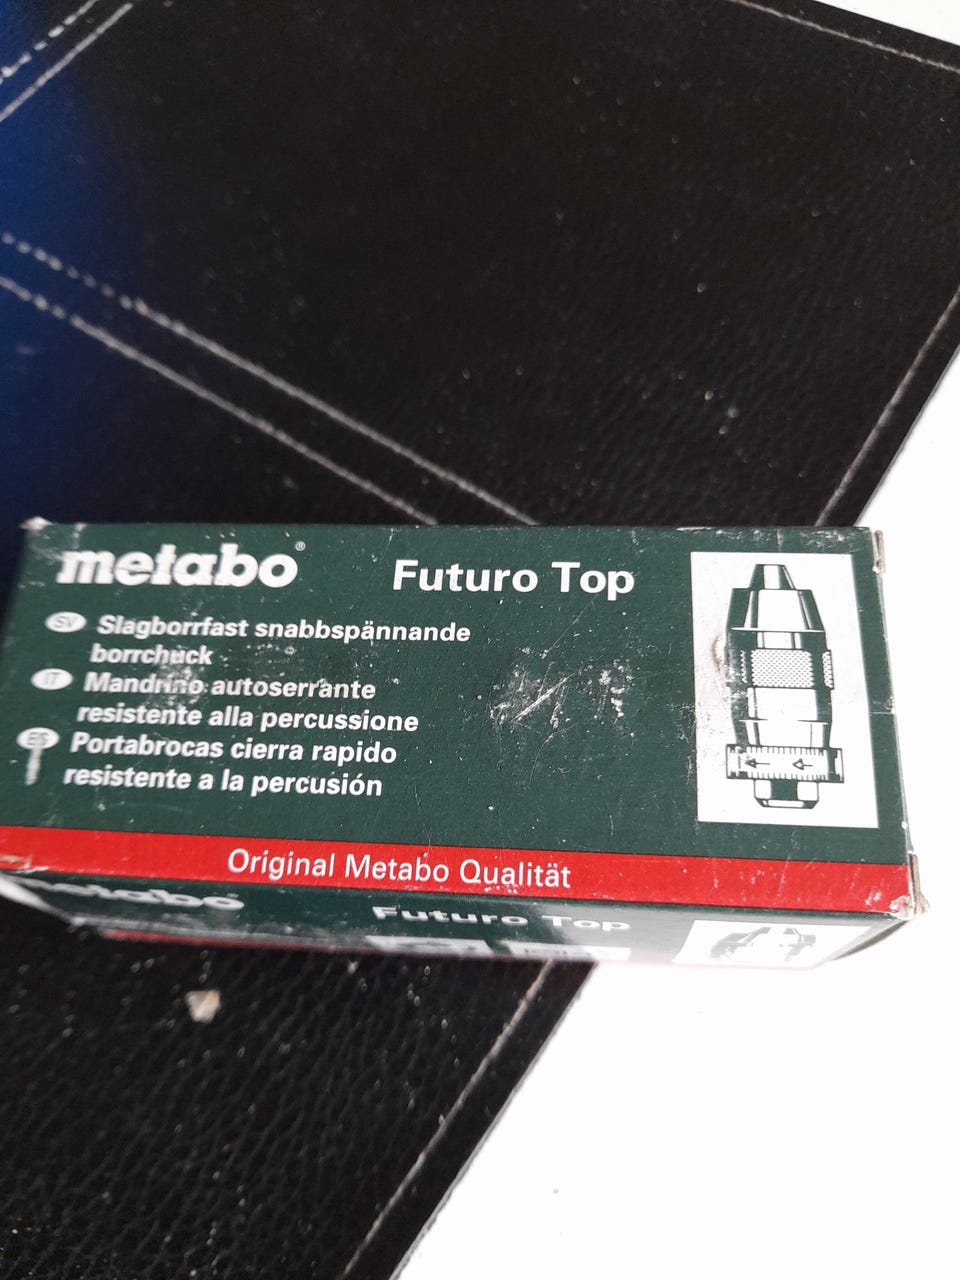 metabo®
Futuro Top
SV Slagborrfast snabbspännande
borrchuck
IT Mandrino autoserrante
resistente alla percussione
ES Portabrocas cierra rapido
resistente a la percusión
Original Metabo Qualität
metabo
Futuro Top